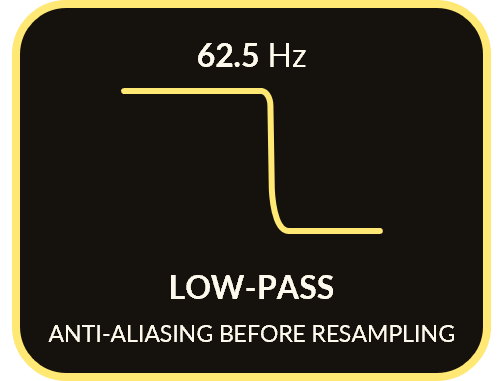 62.5 Hz
LOW-PASS
ANTI-ALIASING BEFORE RESAMPLING